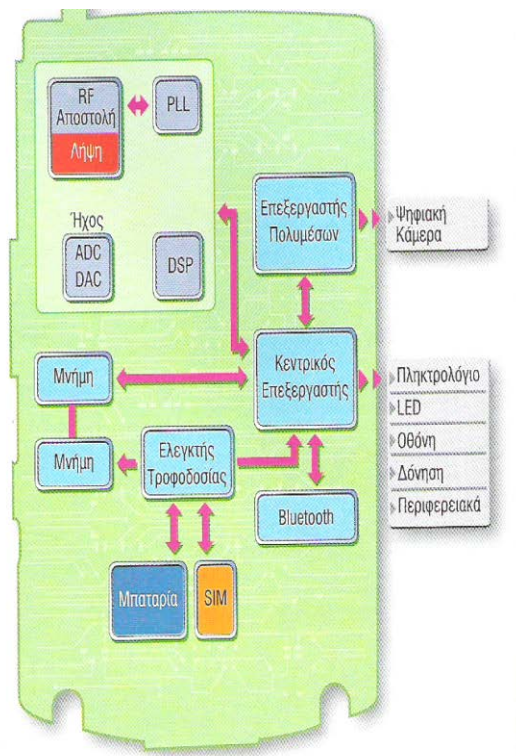 RF
Αποστολή
Λήψη
PLL
Ήχος
ADC
DAC
DSP
Επεξεργαστής
Πολυμέσων
Ψηφιακή
Κάμερα
Μνήμη
Κεντρικός
Επεξεργαστής
Πληκτρολόγιο
LED
Οθόνη
Δόνηση
Περιφερειακά
Μνήμη
Ελεγκτής
Τροφοδοσίας
Bluetooth
Μπαταρία
SIM